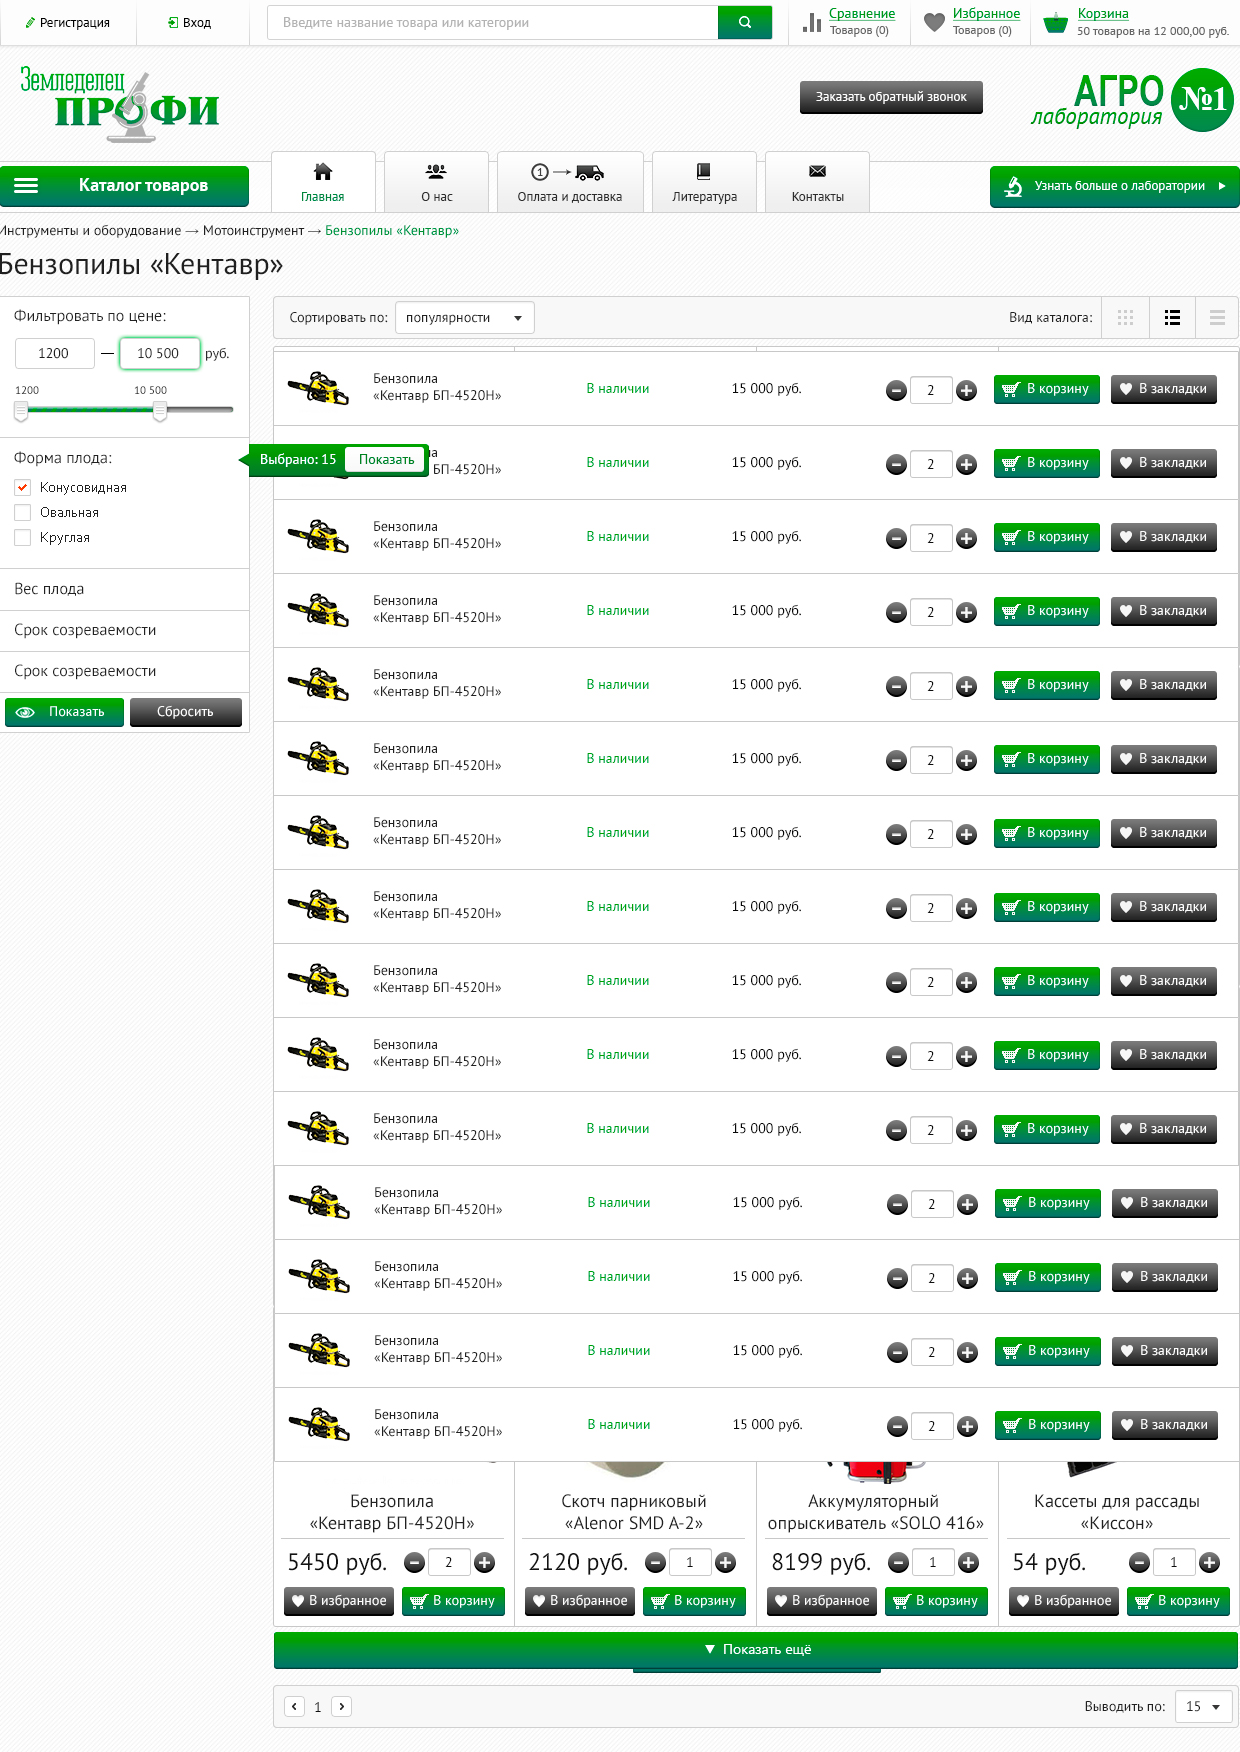 Регистрация
Вход
Введите название товара или категории
Сравнение
Товаров (0)
Избранное
Товаров (0)
Корзина
50 товаров на 12 000,00 руб.
Земледелец
ПРОФИ
Заказать обратный звонок
АГРО
лаборатория
№1
Каталог товаров
Главная
О нас
1
Оплата и доставка
Литература
Контакты
Узнать больше о лаборатории
Инструменты и оборудование → Мотоинструмент → Бензопилы «Кентавр»
Бензопилы «Кентавр»
Фильтровать по цене:
1200 — 10 500 руб.
1200 10 500
Форма плода:
Конусовидная
Овальная
Круглая
Вес плода
Срок созреваемости
Срок созреваемости
Показать
Сбросить
Выбрано: 15
Показать
Сортировать по: популярности
Вид каталога:
Бензопила
«Кентавр БП-4520Н»
В наличии 15 000 руб. 2 В корзину В закладки
ла
БП-4520Н»
В наличии 15 000 руб. 2 В корзину В закладки
Бензопила
«Кентавр БП-4520Н»
В наличии 15 000 руб. 2 В корзину В закладки
Бензопила
«Кентавр БП-4520Н»
В наличии 15 000 руб. 2 В корзину В закладки
Бензопила
«Кентавр БП-4520Н»
В наличии 15 000 руб. 2 В корзину В закладки
Бензопила
«Кентавр БП-4520Н»
В наличии 15 000 руб. 2 В корзину В закладки
Бензопила
«Кентавр БП-4520Н»
В наличии 15 000 руб. 2 В корзину В закладки
Бензопила
«Кентавр БП-4520Н»
В наличии 15 000 руб. 2 В корзину В закладки
Бензопила
«Кентавр БП-4520Н»
В наличии 15 000 руб. 2 В корзину В закладки
Бензопила
«Кентавр БП-4520Н»
В наличии 15 000 руб. 2 В корзину В закладки
Бензопила
«Кентавр БП-4520Н»
В наличии 15 000 руб. 2 В корзину В закладки
Бензопила
«Кентавр БП-4520Н»
В наличии 15 000 руб. 2 В корзину В закладки
Бензопила
«Кентавр БП-4520Н»
В наличии 15 000 руб. 2 В корзину В закладки
Бензопила
«Кентавр БП-4520Н»
В наличии 15 000 руб. 2 В корзину В закладки
Бензопила
«Кентавр БП-4520Н»
В наличии 15 000 руб. 2 В корзину В закладки
Бензопила
«Кентавр БП-4520Н»
5450 руб. 2
В избранное В корзину
Скотч парниковый
«Alenor SMD A-2»
2120 руб. 1
В избранное В корзину
Аккумуляторный
опрыскиватель «SOLO 416»
8199 руб. 1
В избранное В корзину
Кассеты для рассады
«Киссон»
54 руб. 1
В избранное В корзину
Показать ещё
1
Выводить по: 15